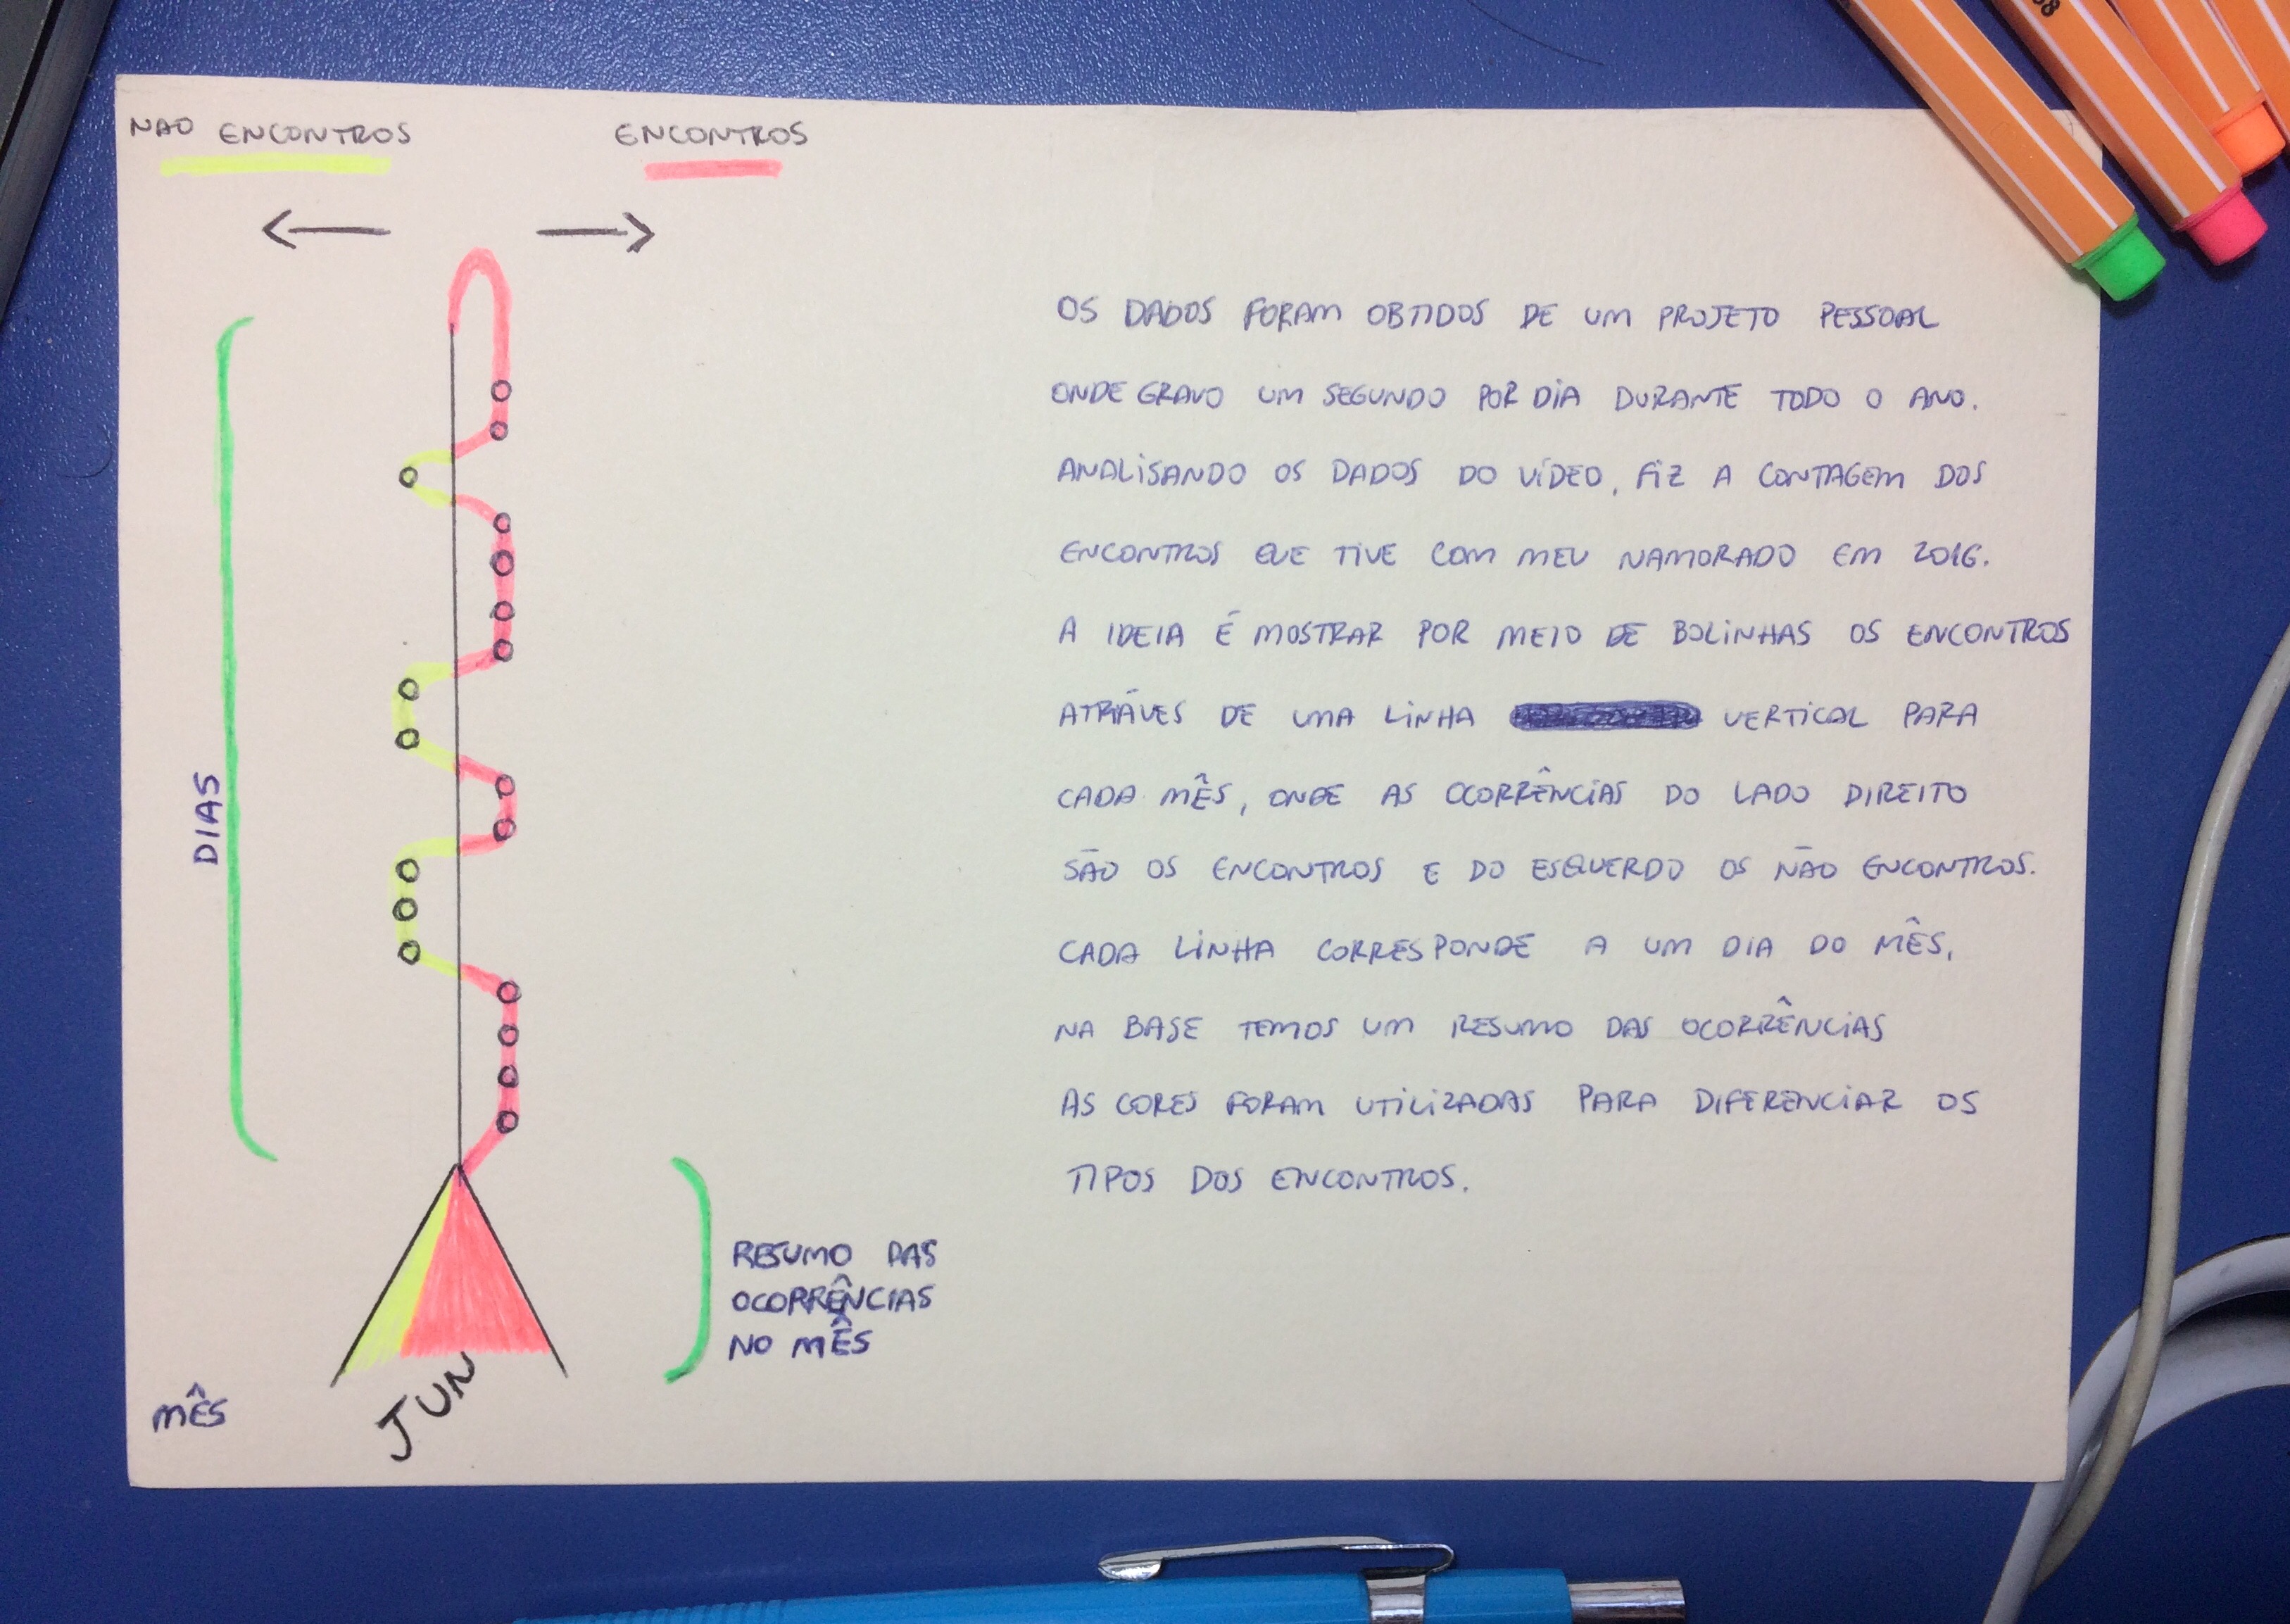 NAO ENCONTROS
ENCONTROS
OS DADOS FORAM OBTIDOS DE UM PROJETO PESSOAL
ONDE GRAVO UM SEGUNDO POR DIA DURANTE TODO O ANO.
ANALISANDO OS DADOS DO VÍDEO, FIZ A CONTAGEM DOS
ENCONTROS QUE TIVE COM MEU NAMORADO EM 2016.
A IDEIA É MOSTRAR POR MEIO DE BOLINHAS OS ENCONTROS
ATRÁVES DE UMA LINHA VERTICAL PARA
CADA MÊS, ONDE AS OCORRÊNCIAS DO LADO DIREITO
SÃO OS ENCONTROS E DO ESQUERDO OS NÃO ENCONTROS.
CADA LINHA CORRESPONDE A UM DIA DO MÊS,
NA BASE TEMOS UM RESUMO DAS OCORRÊNCIAS
AS CORES FORAM UTILIZADAS PARA DIFERENCIAR OS
TIPOS DOS ENCONTROS.
DIAS
RESUMO DAS
OCORRÊNCIAS
NO MÊS
MÊS
JUN